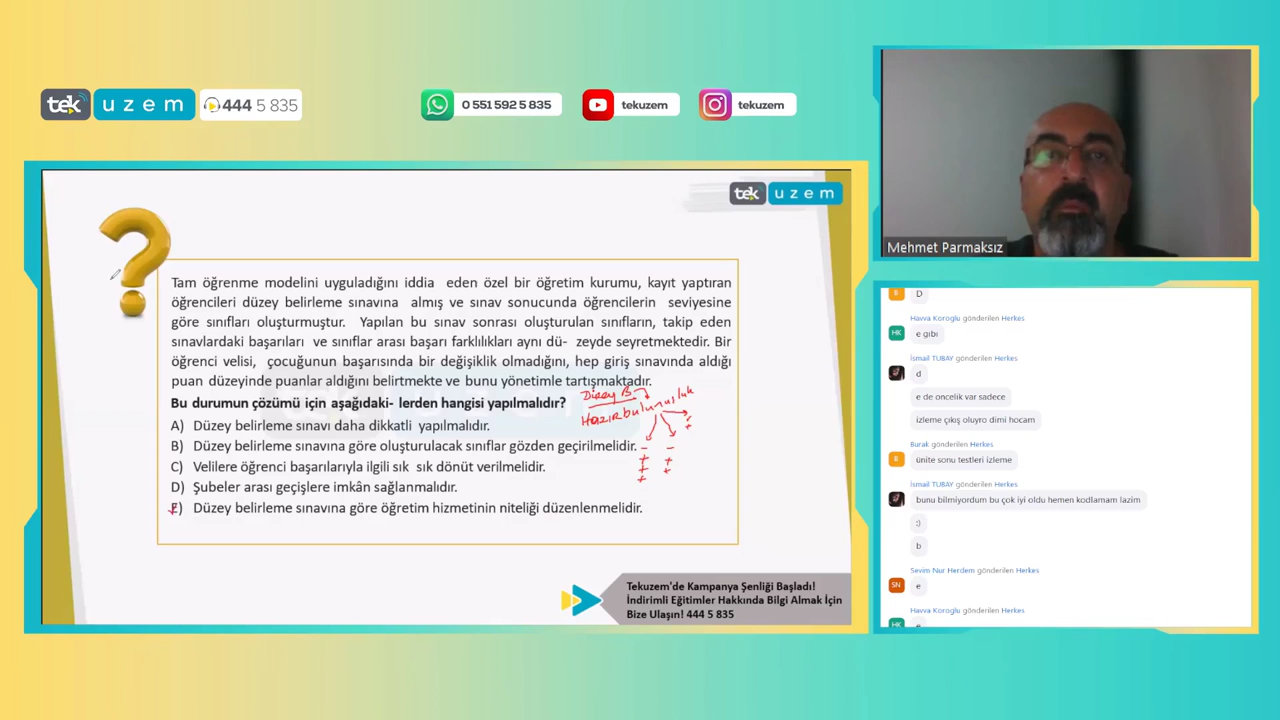 tek uzem 444 5 835
0 551 592 5 835
tekuzem
tekuzem
tek uzem
Tam öğrenme modelini uyguladığını iddia eden özel bir öğretim kurumu, kayıt yaptıran
öğrencileri düzey belirleme sınavına almış ve sınav sonucunda öğrencilerin seviyesine
göre sınıfları oluşturmuştur. Yapılan bu sınav sonrası oluşturulan sınıfların, takip eden
sınavlardaki başarıları ve sınıflar arası başarı farklılıkları aynı dü- zeyde seyretmektedir. Bir
öğrenci velisi, çocuğunun başarısında bir değişiklik olmadığını, hep giriş sınavında aldığı
puan düzeyinde puanlar aldığını belirtmekte ve bunu yönetimle tartışmaktadır.
Düzey B
Bu durumun çözümü için aşağıdaki- lerden hangisi yapılmalıdır?
Hazırbulunuşluk
A) Düzey belirleme sınavı daha dikkatli yapılmalıdır.
B) Düzey belirleme sınavına göre oluşturulacak sınıflar gözden geçirilmelidir.
C) Velilere öğrenci başarılarıyla ilgili sık sık dönüt verilmelidir.
D) Şubeler arası geçişlere imkân sağlanmalıdır.
E) Düzey belirleme sınavına göre öğretim hizmetinin niteliği düzenlenmelidir.
Tekuzem'de Kampanya Şenliği Başladı!
İndirimli Eğitimler Hakkında Bilgi Almak İçin
Bize Ulaşın! 444 5 835
Mehmet Parmaksız
B
D
Havva Koroglu gönderilen Herkes
HK e gibi
İsmail TUBAY gönderilen Herkes
d
e de oncelik var sadece
izleme çıkış oluyro dimi hocam
Burak gönderilen Herkes
B ünite sonu testleri izleme
İsmail TUBAY gönderilen Herkes
bunu bilmiyordum bu çok iyi oldu hemen kodlamam lazim
:)
b
Sevim Nur Herdem gönderilen Herkes
SN e
Havva Koroglu gönderilen Herkes
HK e